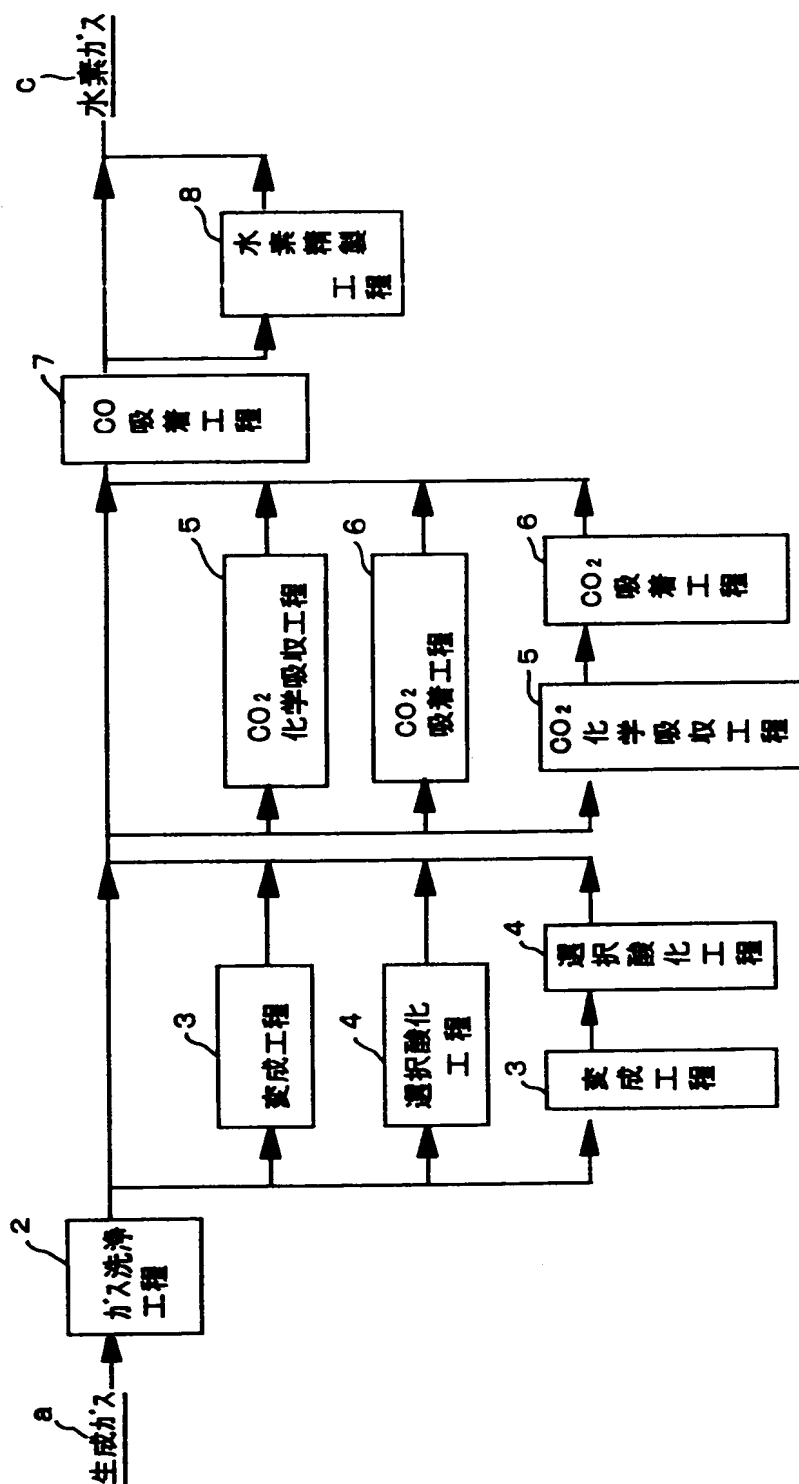 a
生成ガス
2
ガス洗浄
工程
3
変成工程
4
選択酸化
工程
3
変成工程
4
選択酸化工程
5
CO₂
化学吸収工程
6
CO₂
吸着工程
5
CO₂
化学吸収工程
6
CO₂
吸着工程
7
CO
吸着工程
8
水素精製
工程
c
水素ガス